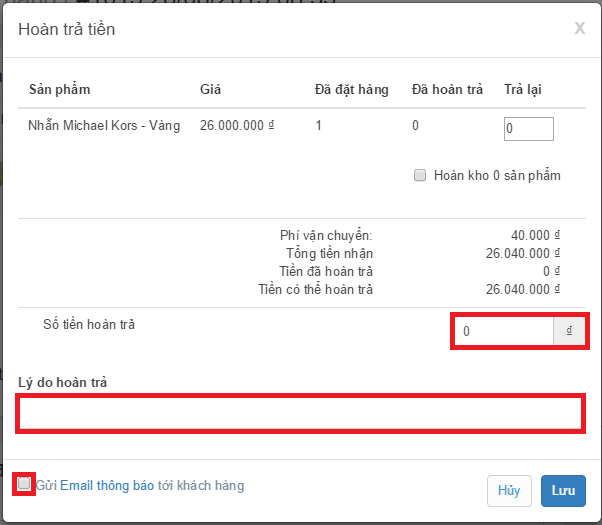 Hoàn trả tiền X
Sản phẩm Giá Đã đặt hàng Đã hoàn trả Trả lại
Nhẫn Michael Kors - Vàng 26.000.000 ₫ 1 0 0
Hoàn kho 0 sản phẩm
Phí vận chuyển: 40.000 ₫
Tổng tiền nhận 26.040.000 ₫
Tiền đã hoàn trả 0 ₫
Tiền có thể hoàn trả 26.040.000 ₫
Số tiền hoàn trả 0 ₫
Lý do hoàn trả
Gửi Email thông báo tới khách hàng
Hủy Lưu